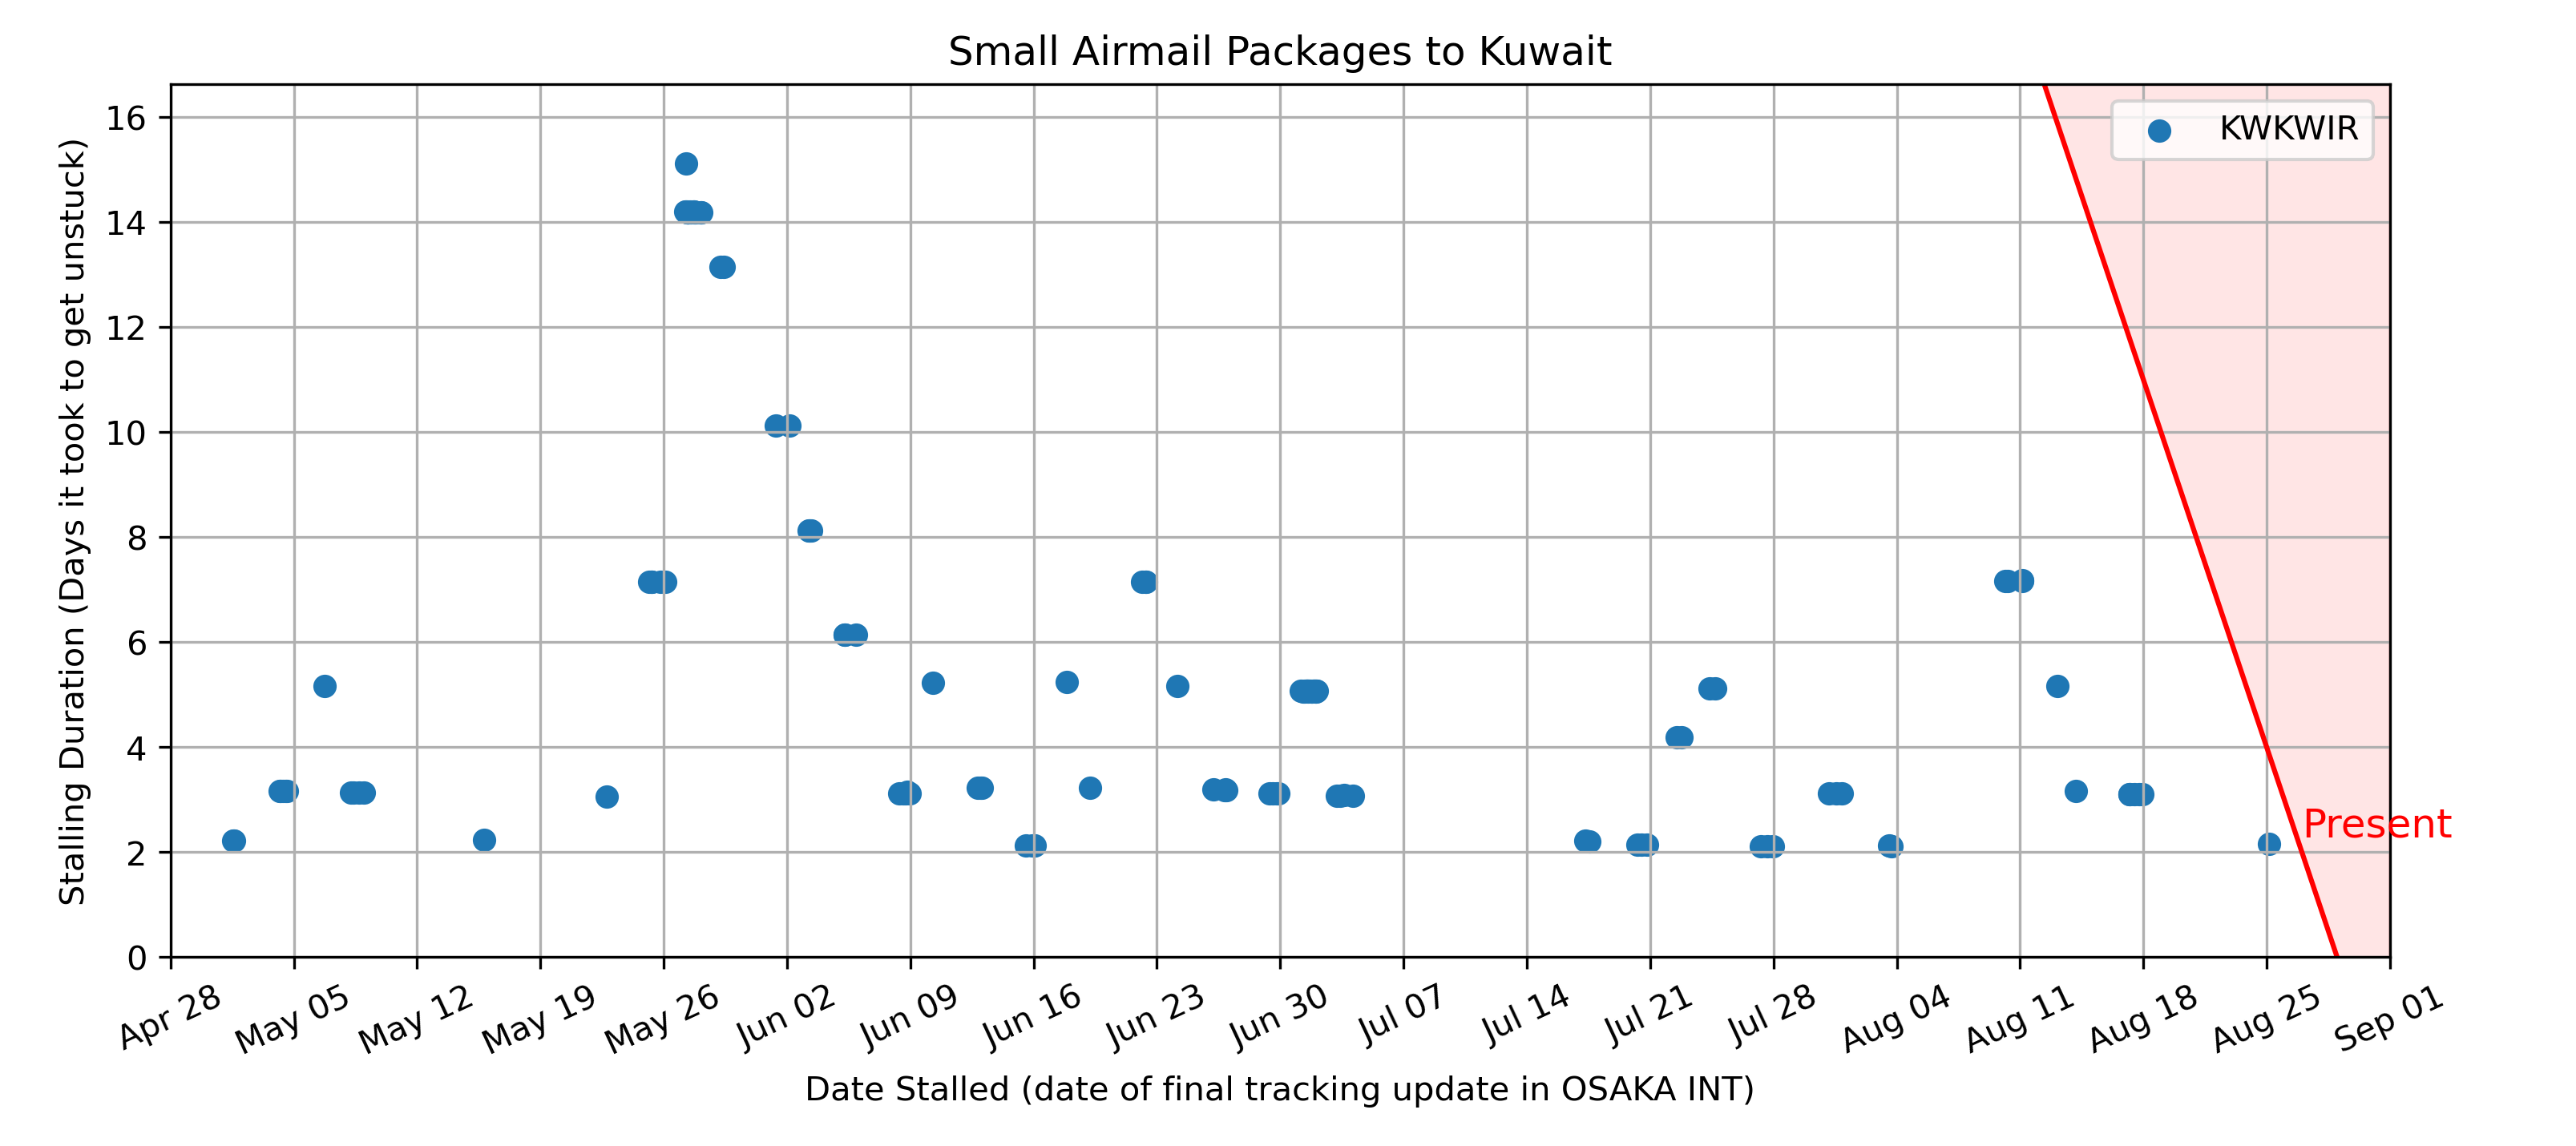 Small Airmail Packages to Kuwait
KWKWIR
Stalling Duration (Days it took to get unstuck)
16
14
12
10
8
6
4
2
0
Present
Apr 28
May 05
May 12
May 19
May 26
Jun 02
Jun 09
Jun 16
Jun 23
Jun 30
Jul 07
Jul 14
Jul 21
Jul 28
Aug 04
Aug 11
Aug 18
Aug 25
Sep 01
Date Stalled (date of final tracking update in OSAKA INT)